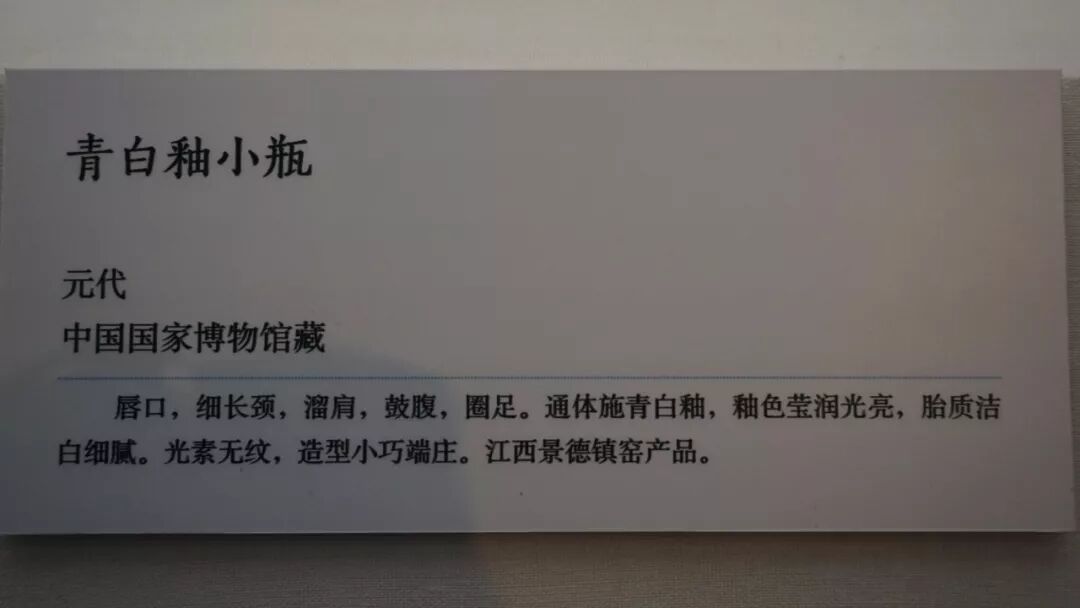 青白釉小瓶
元代
中国国家博物馆藏
唇口，细长颈，溜肩，鼓腹，圈足。通体施青白釉，釉色莹润光亮，胎质洁
白细腻。光素无纹，造型小巧端庄。江西景德镇窑产品。